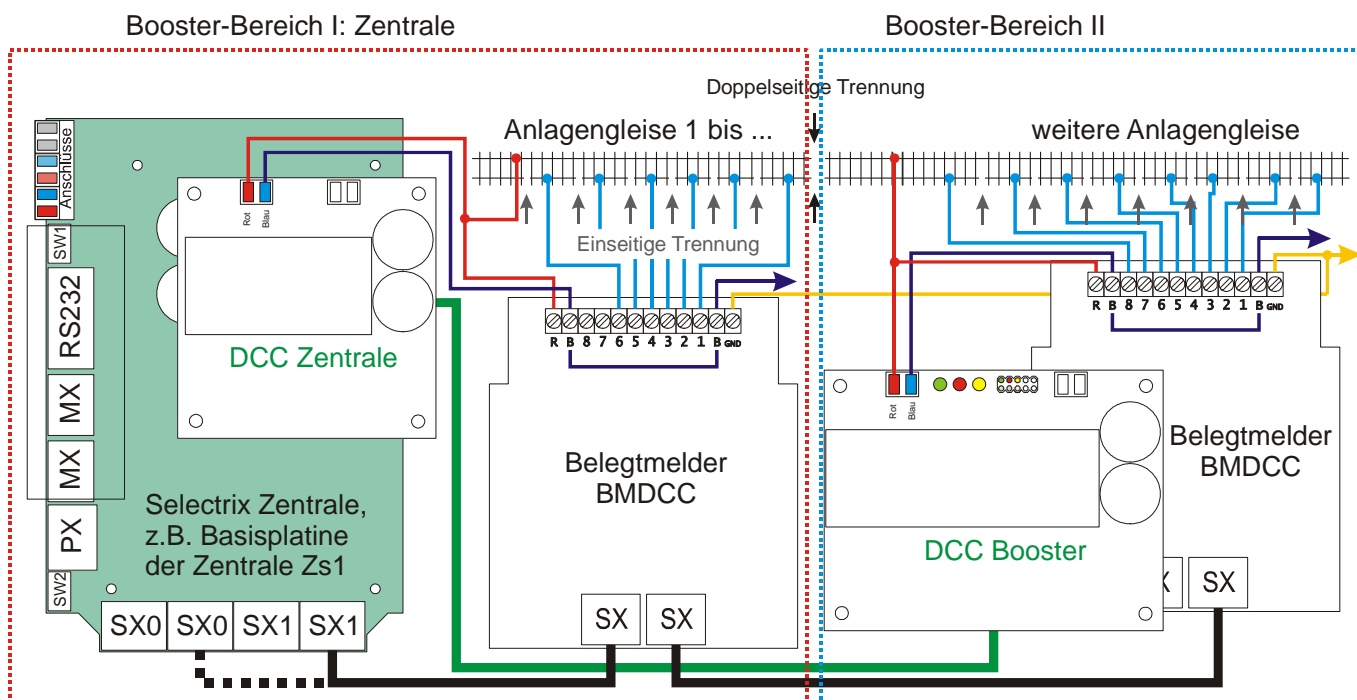 Booster-Bereich I: Zentrale
Booster-Bereich II
Doppelseitige Trennung
Anschlüsse
Anlagengleise 1 bis ...
weitere Anlagengleise
Rot
Blau
SW1
Einseitige Trennung
RS232
DCC Zentrale
R B 8 7 6 5 4 3 2 1 B GND
R B 8 7 6 5 4 3 2 1 B GND
MX
MX
Rot
Blau
Belegtmelder
BMDCC
Belegtmelder
BMDCC
Selectrix Zentrale,
z.B. Basisplatine
der Zentrale Zs1
PX
DCC Booster
SW2
SX0
SX0
SX1
SX1
SX
SX
X
SX